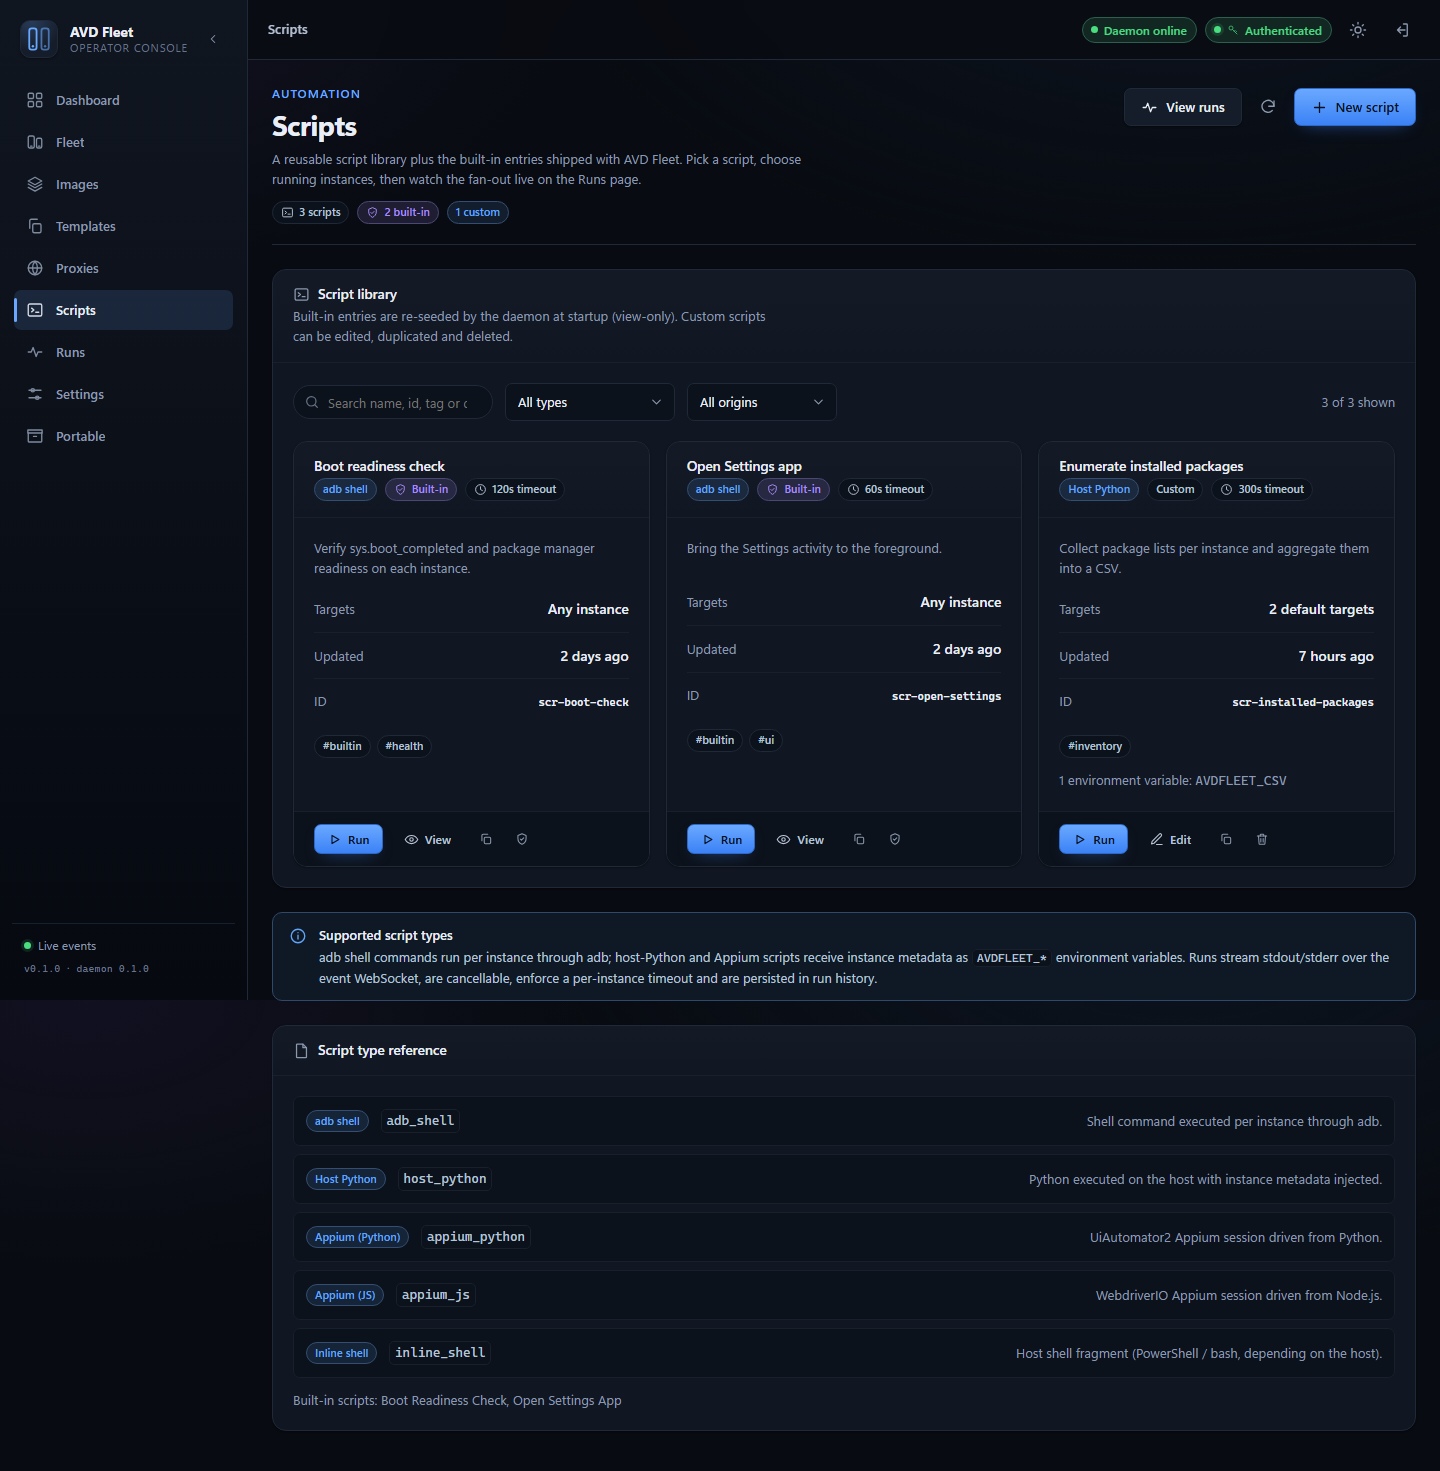 AVD Fleet
OPERATOR CONSOLE
Dashboard
Fleet
Images
Templates
Proxies
Scripts
Runs
Settings
Portable
Live events
v0.1.0 · daemon 0.1.0
Scripts
Daemon online
Authenticated
AUTOMATION
Scripts
A reusable script library plus the built-in entries shipped with AVD Fleet. Pick a script, choose
running instances, then watch the fan-out live on the Runs page.
3 scripts
2 built-in
1 custom
View runs
New script
Script library
Built-in entries are re-seeded by the daemon at startup (view-only). Custom scripts
can be edited, duplicated and deleted.
Search name, id, tag or
All types
All origins
3 of 3 shown
Boot readiness check
adb shell
Built-in
120s timeout
Verify sys.boot_completed and package manager
readiness on each instance.
Targets
Any instance
Updated
2 days ago
ID
scr-boot-check
#builtin
#health
Run
View
Open Settings app
adb shell
Built-in
60s timeout
Bring the Settings activity to the foreground.
Targets
Any instance
Updated
2 days ago
ID
scr-open-settings
#builtin
#ui
Run
View
Enumerate installed packages
Host Python
Custom
300s timeout
Collect package lists per instance and aggregate them
into a CSV.
Targets
2 default targets
Updated
7 hours ago
ID
scr-installed-packages
#inventory
1 environment variable: AVDFLEET_CSV
Run
Edit
Supported script types
adb shell commands run per instance through adb; host-Python and Appium scripts receive instance metadata as AVDFLEET_* environment variables. Runs stream stdout/stderr over the
event WebSocket, are cancellable, enforce a per-instance timeout and are persisted in run history.
Script type reference
adb shell
adb_shell
Shell command executed per instance through adb.
Host Python
host_python
Python executed on the host with instance metadata injected.
Appium (Python)
appium_python
UiAutomator2 Appium session driven from Python.
Appium (JS)
appium_js
WebdriverIO Appium session driven from Node.js.
Inline shell
inline_shell
Host shell fragment (PowerShell / bash, depending on the host).
Built-in scripts: Boot Readiness Check, Open Settings App